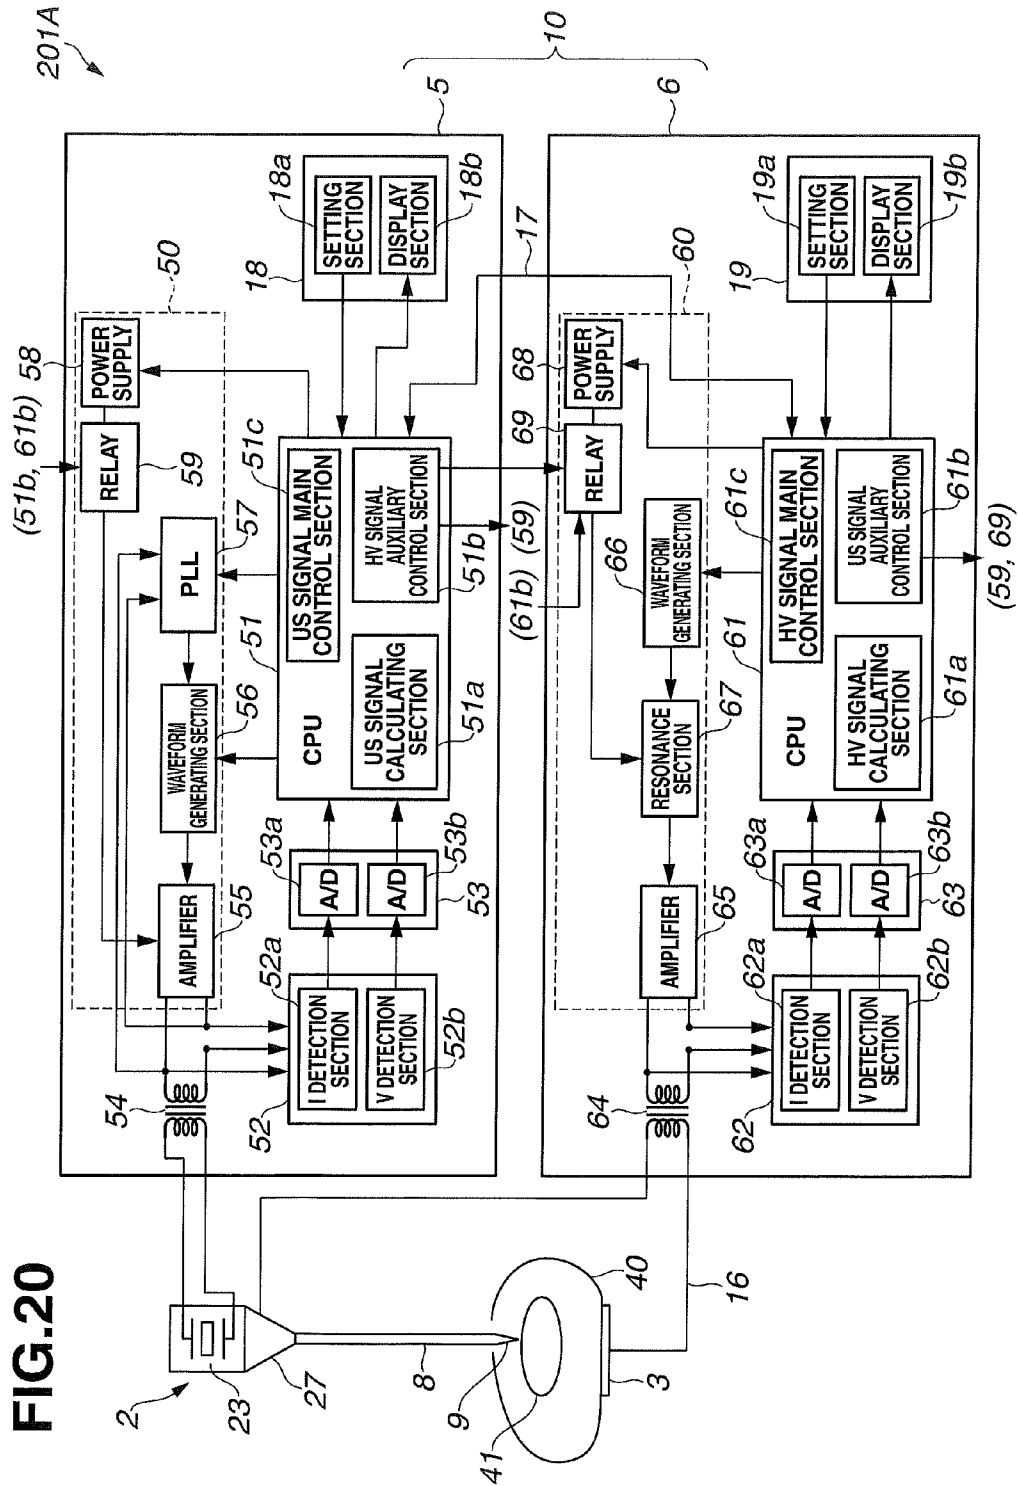 FIG.20
201A
10
5
6
(51b, 61b)
58
POWER
SUPPLY
RELAY
59
50
57
PLL
WAVEFORM
GENERATING SECTION
56
AMPLIFIER
55
54
18
18a
SETTING
SECTION
DISPLAY
SECTION
18b
51
51c
US SIGNAL MAIN
CONTROL SECTION
HV SIGNAL
AUXILIARY
CONTROL SECTION
51b
CPU
US SIGNAL
CALCULATING
SECTION
51a
53a
A/D
A/D
53b
53
52a
I DETECTION
SECTION
V DETECTION
SECTION
52b
52
17
(59)
(61b)
68
POWER
SUPPLY
69
RELAY
60
66
WAVEFORM
GENERATING SECTION
RESONANCE
SECTION
67
AMPLIFIER
65
64
19
19a
SETTING
SECTION
DISPLAY
SECTION
19b
61
61c
HV SIGNAL MAIN
CONTROL SECTION
US SIGNAL
AUXILIARY
CONTROL SECTION
61b
(59, 69)
CPU
HV SIGNAL
CALCULATING
SECTION
61a
63a
A/D
A/D
63b
63
62a
I DETECTION
SECTION
V DETECTION
SECTION
62b
62
2
23
27
8
9
41
40
3
16